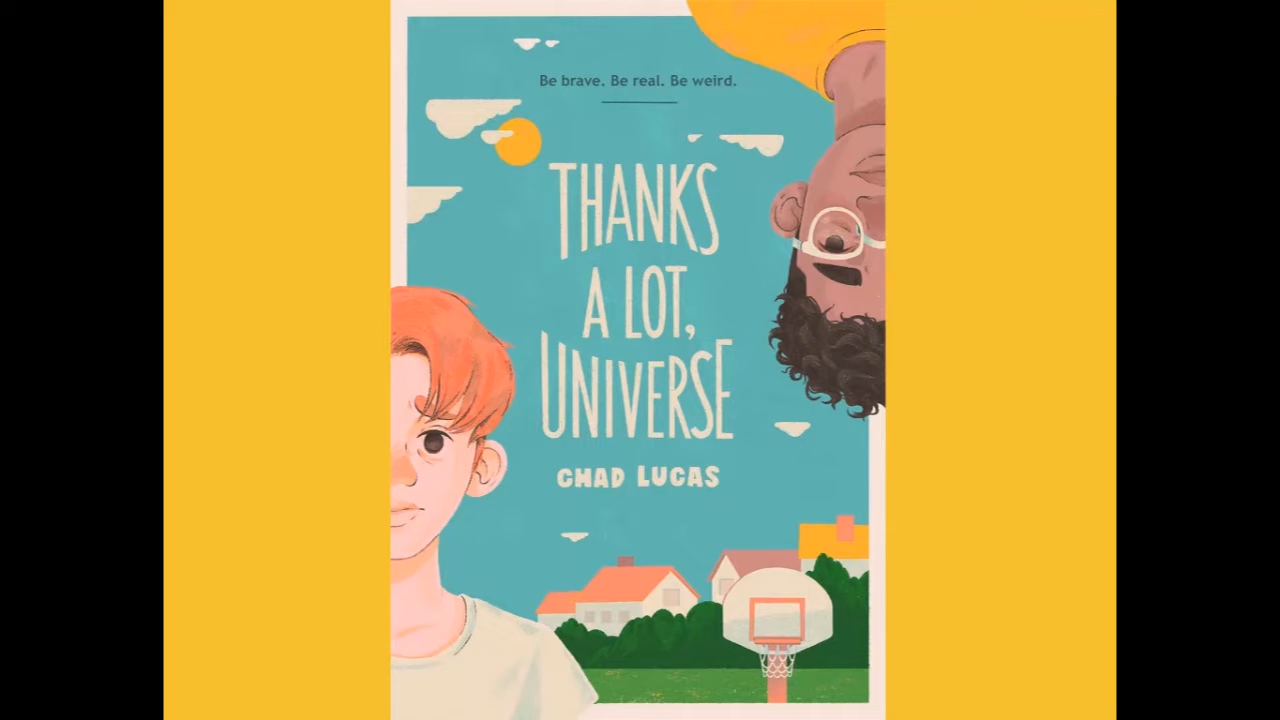 Be brave. Be real. Be weird.
THANKS
A LOT,
UNIVERSE
CHAD LUCAS